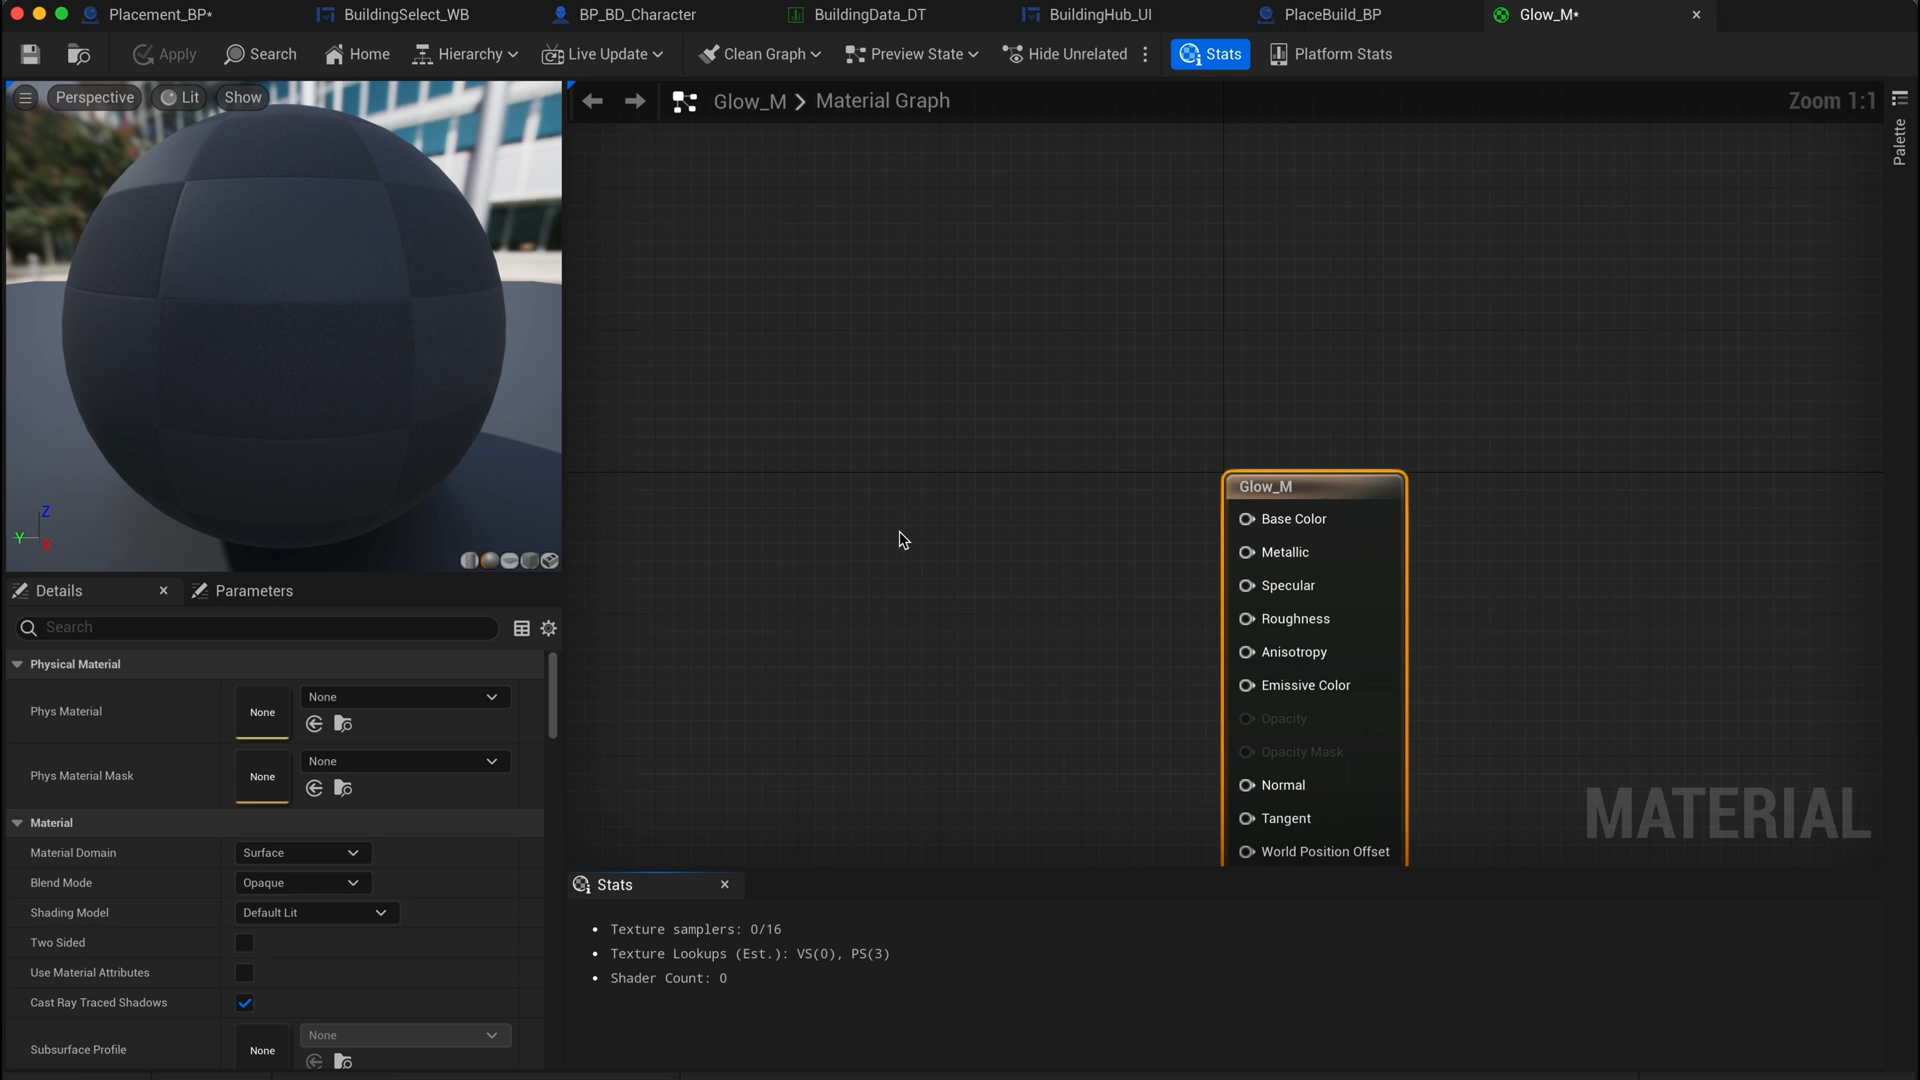 Placement_BP*
BuildingSelect_WB
BP_BD_Character
BuildingData_DT
BuildingHub_UI
PlaceBuild_BP
Glow_M*
Apply
Search
Home
Hierarchy
Live Update
Clean Graph
Preview State
Hide Unrelated
Stats
Platform Stats
Perspective
Lit
Show
Glow_M
Material Graph
Zoom 1:1
Palette
Z
Y
X
Glow_M
Base Color
Metallic
Specular
Roughness
Anisotropy
Emissive Color
Opacity
Opacity Mask
Normal
Tangent
World Position Offset
MATERIAL
Details
Parameters
Search
Physical Material
Phys Material
None
None
Phys Material Mask
None
None
Material
Material Domain
Surface
Blend Mode
Opaque
Shading Model
Default Lit
Two Sided
Use Material Attributes
Cast Ray Traced Shadows
Subsurface Profile
None
None
Stats
Texture samplers: 0/16
Texture Lookups (Est.): VS(0), PS(3)
Shader Count: 0